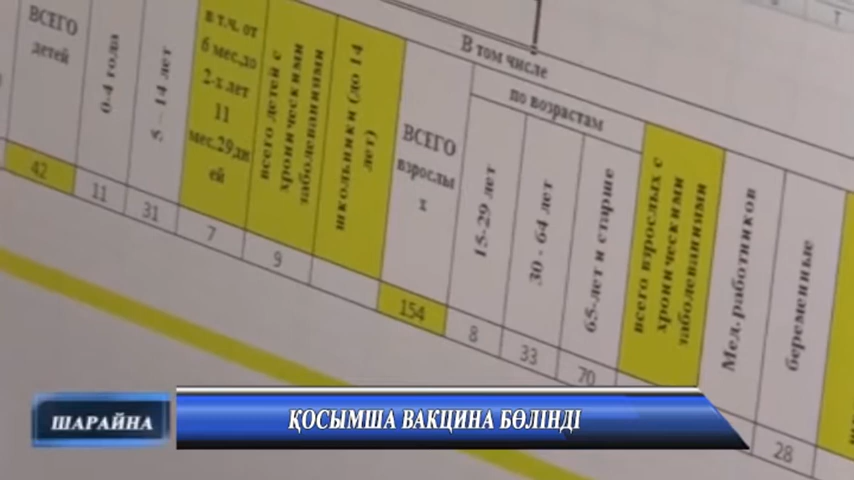 В том числе
по возрастам
ВСЕГО
детей
0-4 года
5 - 14 лет
в т.ч. от
6 мес.до
2-х лет
11
мес.29дн
ей
всего детей с
хроническими
заболеваниями
школьники (до 14
лет)
ВСЕГО
взрослы
х
15-29 лет
30 - 64 лет
65-лет и старше
всего взрослых с
хроническими
заболеваниями
Мед.работников
беременные
42
11
31
7
9
154
8
33
70
28
ШАРАЙНА
ҚОСЫМША ВАКЦИНА БӨЛІНДІ